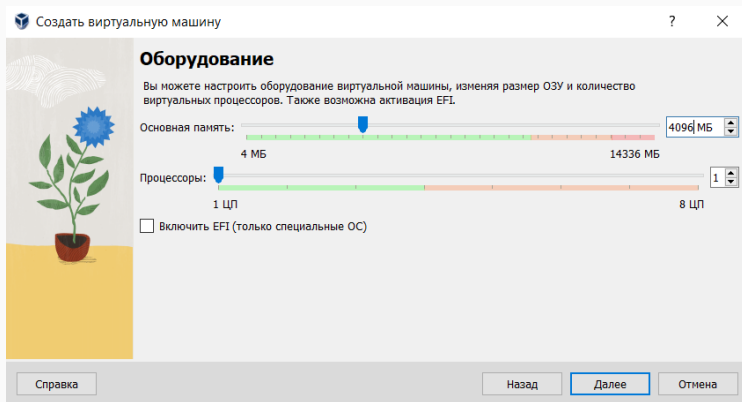 Создать виртуальную машину
?
Оборудование
Вы можете настроить оборудование виртуальной машины, изменяя размер ОЗУ и количество
виртуальных процессоров. Также возможна активация EFI.
Основная память:
4096 МБ
4 МБ
14336 МБ
Процессоры:
1
1 ЦП
8 ЦП
Включить EFI (только специальные ОС)
Справка
Назад
Далее
Отмена